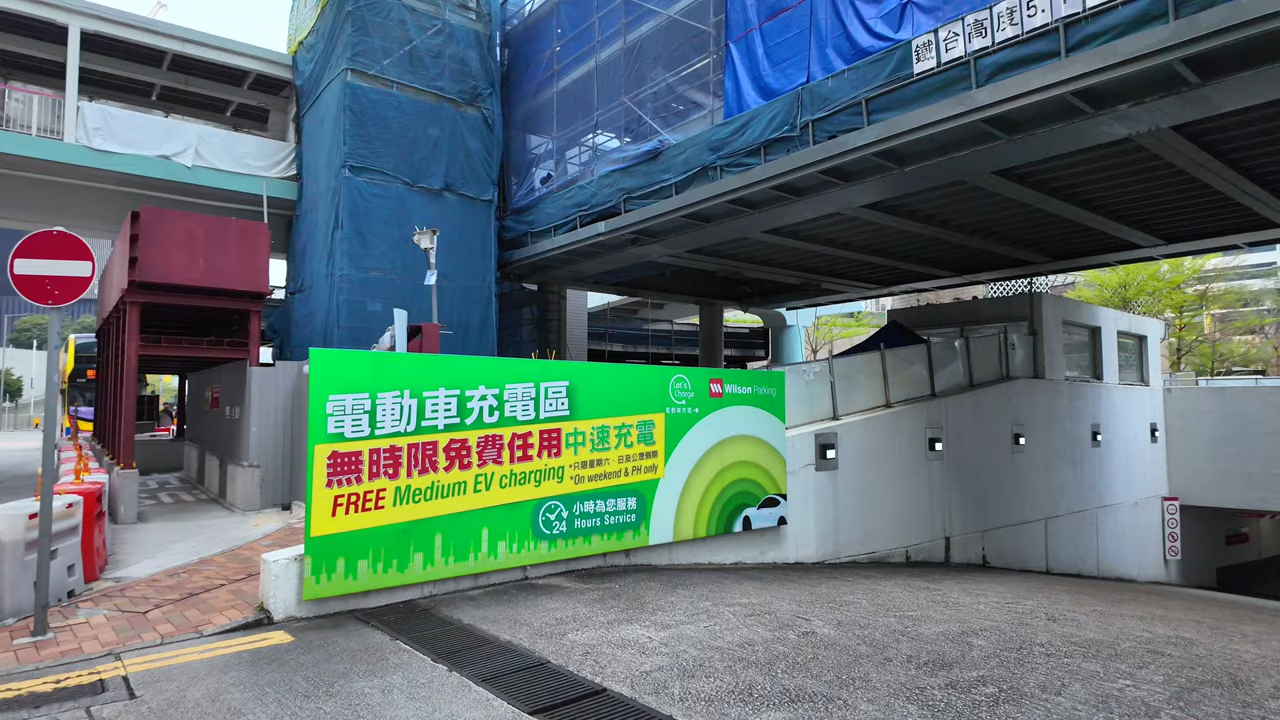 鐵台高度5.
電動車充電區
Let's
Charge
電動車充電
Wilson Parking
無時限免費任用中速充電
FREE Medium EV charging
*只限星期六、日及公眾假期
*On weekend & PH only
24
小時為您服務
Hours Service